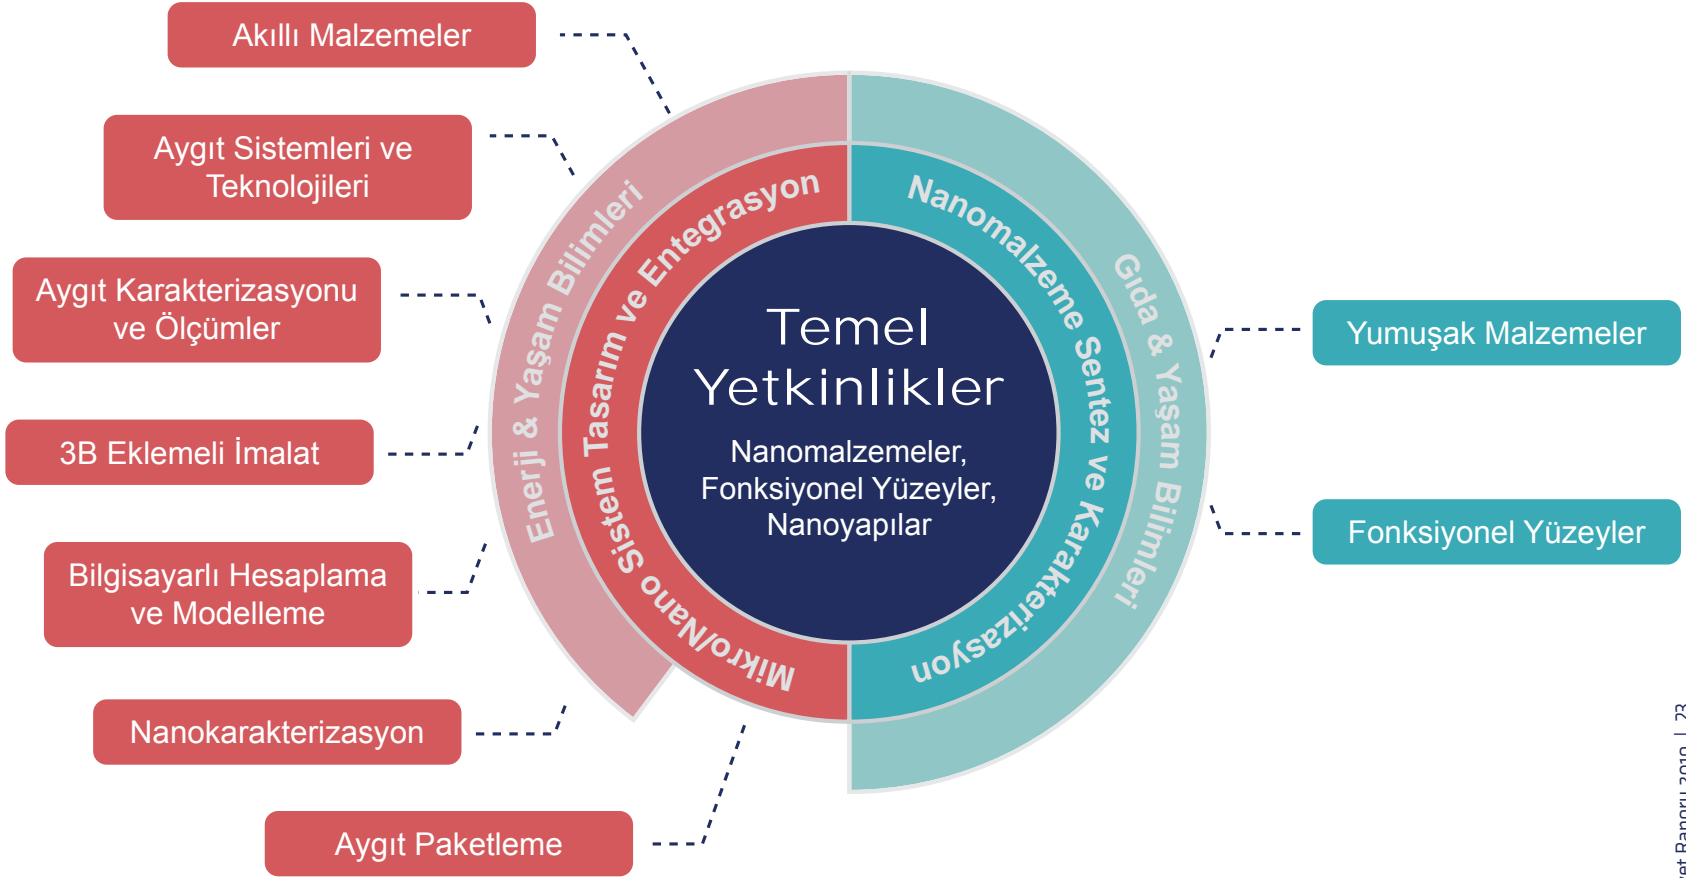 Akıllı Malzemeler
Aygıt Sistemleri ve
Teknolojileri
Aygıt Karakterizasyonu
ve Ölçümler
3B Eklemeli İmalat
Bilgisayarlı Hesaplama
ve Modelleme
Nanokarakterizasyon
Aygıt Paketleme
Enerji & Yaşam Bilimleri
Mikro/Nano Sistem Tasarım ve Entegrasyon
Temel
Yetkinlikler
Nanomalzemeler,
Fonksiyonel Yüzeyler,
Nanoyapılar
Nanomalzeme Sentez ve Karakterizasyon
Gıda & Yaşam Bilimleri
Yumuşak Malzemeler
Fonksiyonel Yüzeyler
2019 | 23